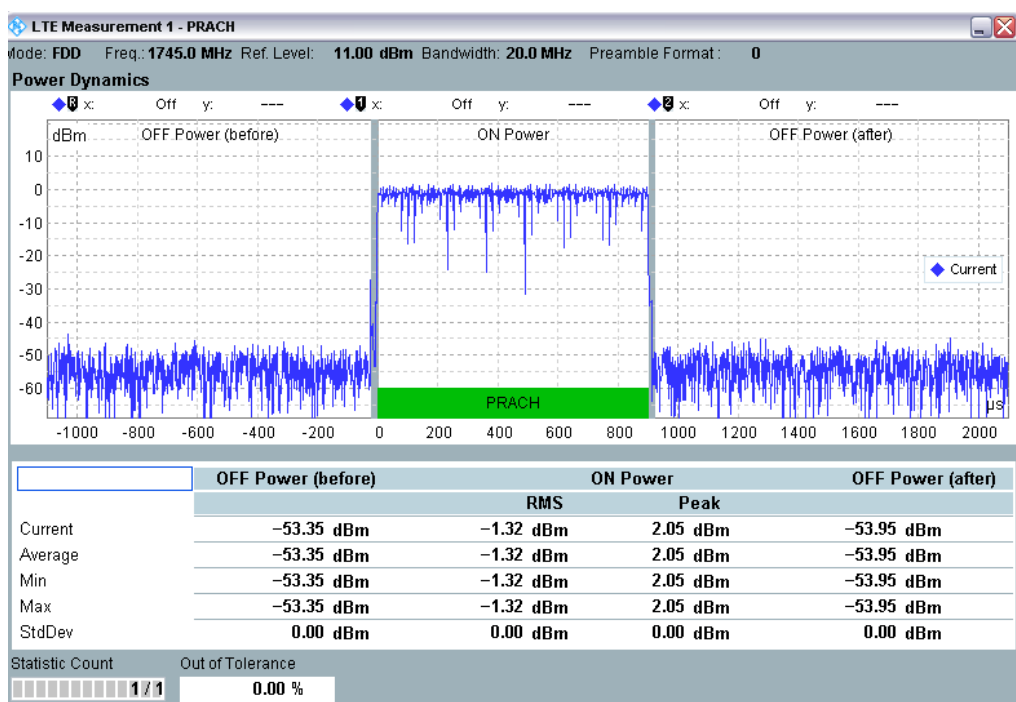 LTE Measurement 1 - PRACH
Mode: FDD Freq.: 1745.0 MHz Ref. Level: 11.00 dBm Bandwidth: 20.0 MHz Preamble Format : 0
Power Dynamics
R x: Off y: --- 1 x: Off y: --- 2 x: Off y: ---
dBm OFF Power (before) ON Power OFF Power (after)
10
0
-10
-20
Current
-30
-40
-50
-60
PRACH
µs
-1000 -800 -600 -400 -200 0 200 400 600 800 1000 1200 1400 1600 1800 2000
OFF Power (before) ON Power OFF Power (after)
RMS Peak
Current −53.35 dBm −1.32 dBm 2.05 dBm −53.95 dBm
Average −53.35 dBm −1.32 dBm 2.05 dBm −53.95 dBm
Min −53.35 dBm −1.32 dBm 2.05 dBm −53.95 dBm
Max −53.35 dBm −1.32 dBm 2.05 dBm −53.95 dBm
StdDev 0.00 dBm 0.00 dBm 0.00 dBm 0.00 dBm
Statistic Count Out of Tolerance
1 / 1 0.00 %